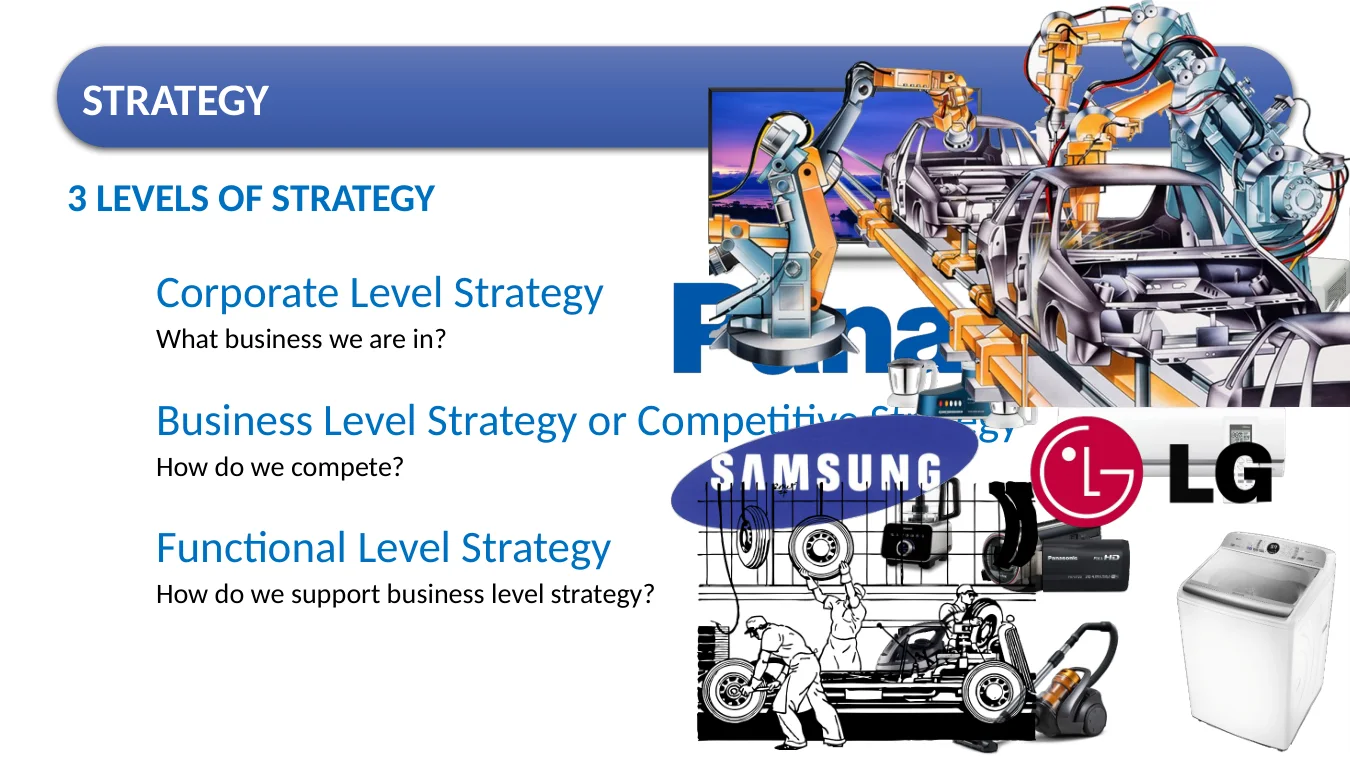 STRATEGY
3 LEVELS OF STRATEGY
Corporate Level Strategy
What business we are in?
Pana
Business Level Strategy or Competitive Strategy
How do we compete?
SAMSUNG
LG
Panasonic
HD
Functional Level Strategy
How do we support business level strategy?